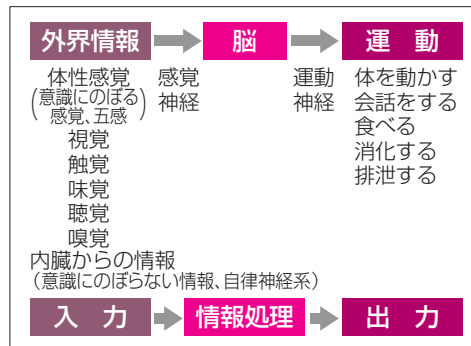 外界情報 脳 運動
体性感覚 感覚 運動 体を動かす
(意識にのぼる 神経 神経 会話をする
感覚、五感) 食べる
視覚 消化する
触覚 排泄する
味覚
聴覚
嗅覚
内臓からの情報
(意識にのぼらない情報、自律神経系)
入力 情報処理 出力